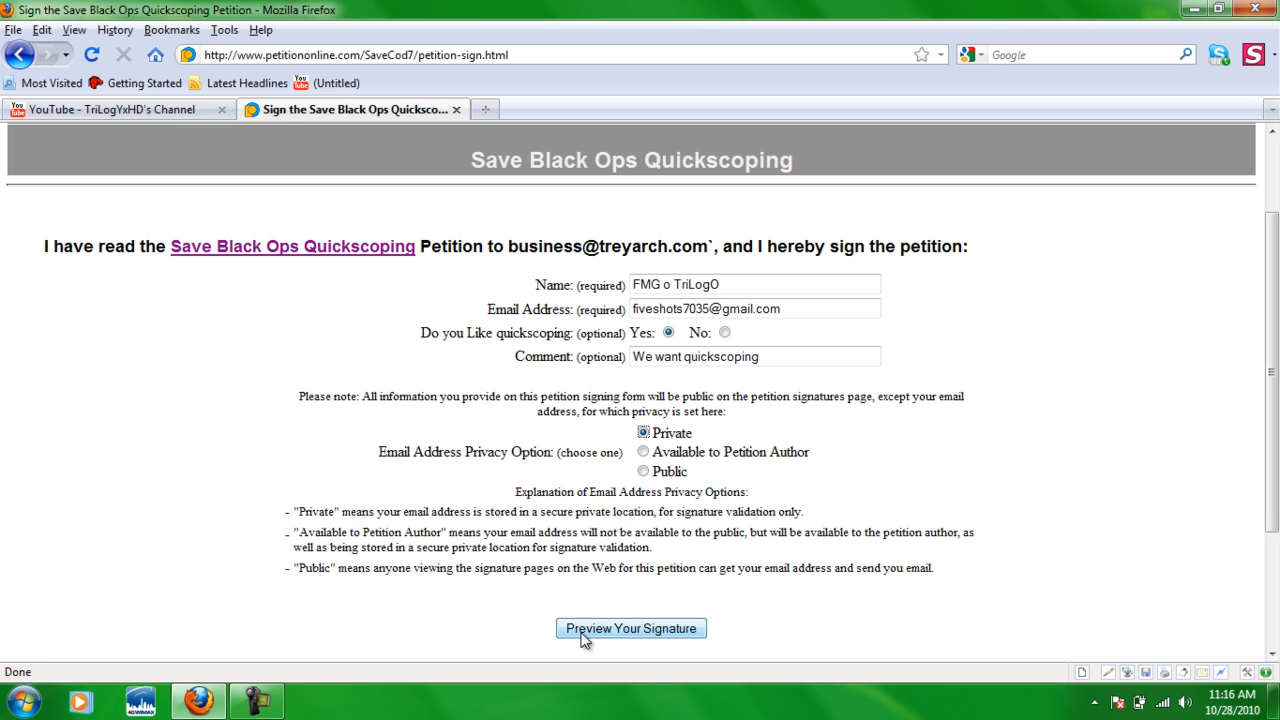 Sign the Save Black Ops Quickscoping Petition - Mozilla Firefox
File Edit View History Bookmarks Tools Help
http://www.petitiononline.com/SaveCod7/petition-sign.html Google
Most Visited Getting Started Latest Headlines (Untitled)
YouTube - TriLogYxHD's Channel Sign the Save Black Ops Quicksco...
Save Black Ops Quickscoping
I have read the Save Black Ops Quickscoping Petition to business@treyarch.com`, and I hereby sign the petition:
Name: (required) FMG o TriLogO
Email Address: (required) fiveshots7035@gmail.com
Do you Like quickscoping: (optional) Yes: No:
Comment: (optional) We want quickscoping
Please note: All information you provide on this petition signing form will be public on the petition signatures page, except your email
address, for which privacy is set here:
Private
Email Address Privacy Option: (choose one) Available to Petition Author
Public
Explanation of Email Address Privacy Options:
- "Private" means your email address is stored in a secure private location, for signature validation only.
- "Available to Petition Author" means your email address will not be available to the public, but will be available to the petition author, as
well as being stored in a secure private location for signature validation.
- "Public" means anyone viewing the signature pages on the Web for this petition can get your email address and send you email.
Preview Your Signature
Done
11:16 AM
10/28/2010